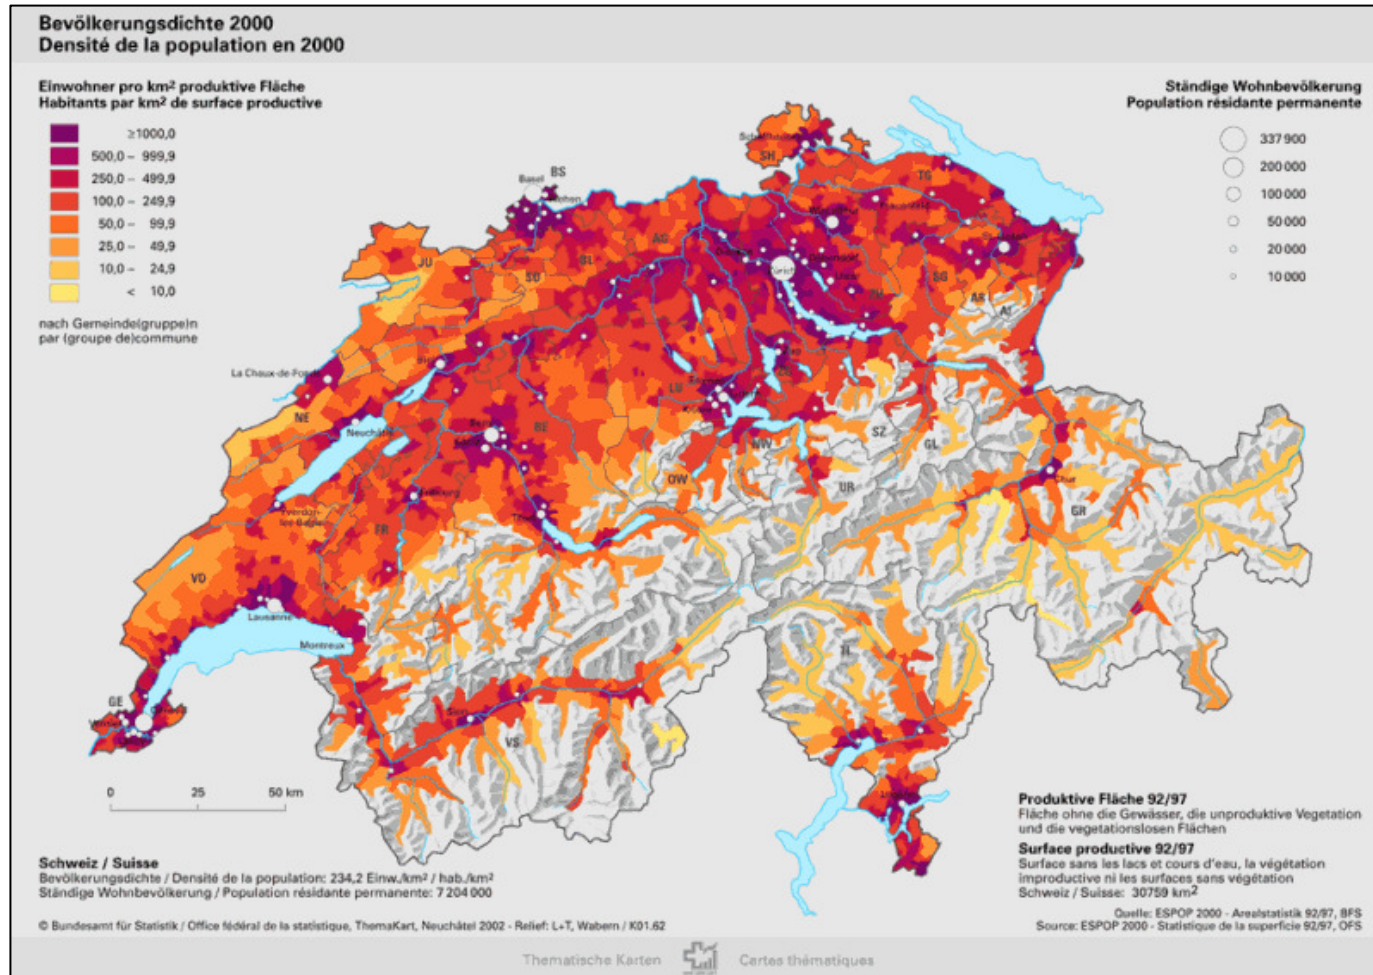 Bevölkerungsdichte 2000
Densité de la population en 2000
Einwohner pro km² produktive Fläche
Habitants par km² de surface productive
≥1000,0
500,0 – 999,9
250,0 – 499,9
100,0 – 249,9
50,0 – 99,9
25,0 – 49,9
10,0 – 24,9
< 10,0
nach Gemeinde(gruppe)n
par (groupe de)commune
Ständige Wohnbevölkerung
Population résidante permanente
337 900
200 000
100 000
50 000
20 000
10 000
SH
Basel
BS
TG
JU
SO
BL
AG
Zürich
SG
AR
AI
La Chaux-de-Fonds
NE
Neuchâtel
BE
LU
Zug
SZ
GL
NW
OW
UR
Chur
GR
Fribourg
Yverdon-
les-Bains
FR
Thun
VD
Lausanne
Montreux
GE
Sion
VS
TI
0 25 50 km
Produktive Fläche 92/97
Fläche ohne die Gewässer, die unproduktive Vegetation
und die vegetationslosen Flächen
Surface productive 92/97
Surface sans les lacs et cours d'eau, la végétation
improductive ni les surfaces sans végétation
Schweiz / Suisse: 30759 km²
Schweiz / Suisse
Bevölkerungsdichte / Densité de la population: 234,2 Einw./km² / hab./km²
Ständige Wohnbevölkerung / Population résidante permanente: 7 204 000
© Bundesamt für Statistik / Office fédéral de la statistique, ThemaKart, Neuchâtel 2002 - Relief: L+T, Wabern / K01.62
Quelle: ESPOP 2000 - Arealstatistik 92/97, BFS
Source: ESPOP 2000 - Statistique de la superficie 92/97, OFS
Thematische Karten
Cartes thématiques